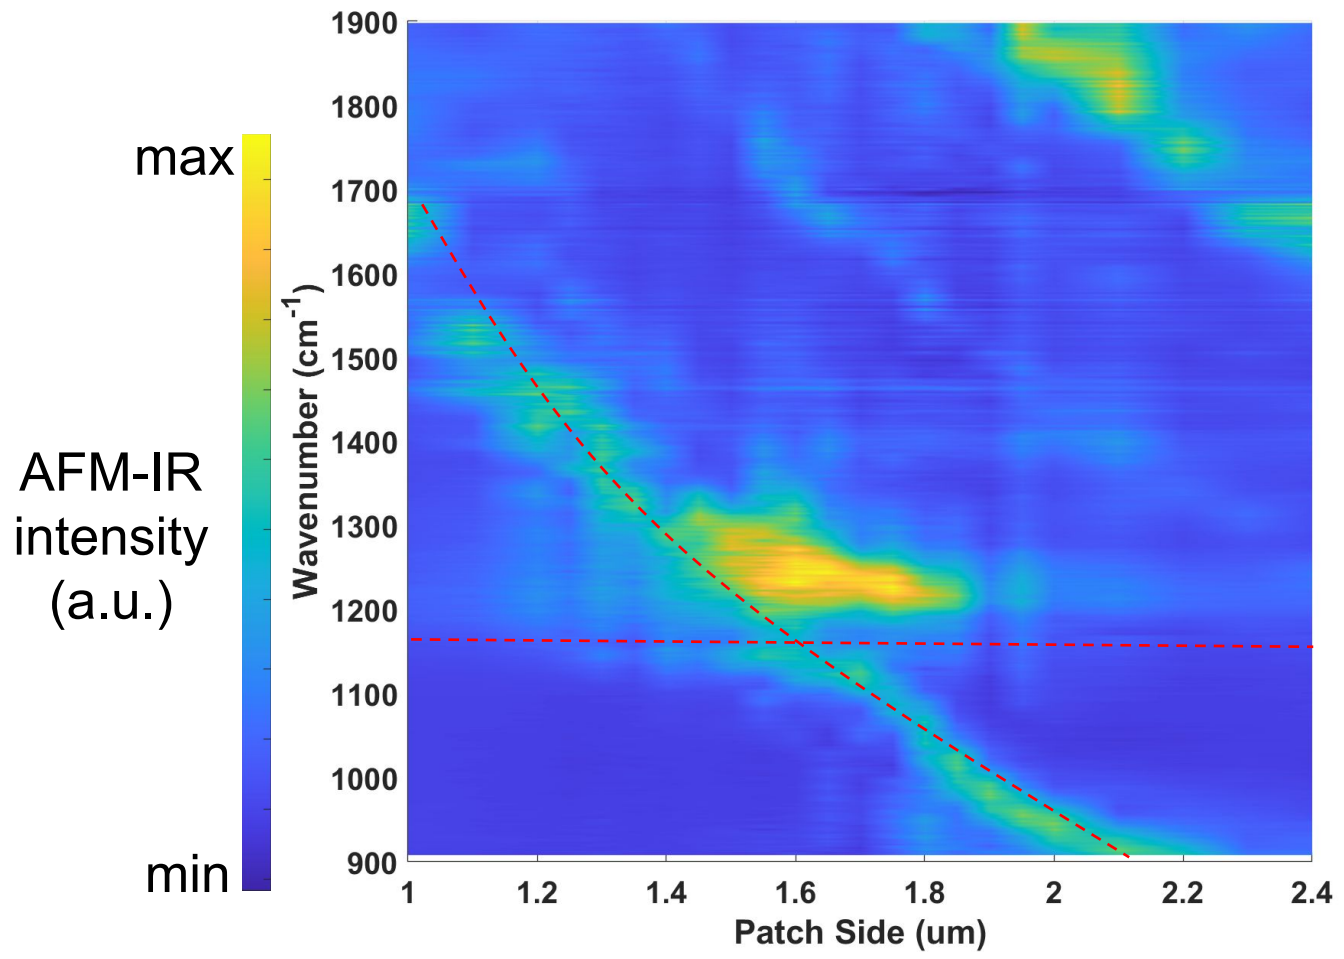 max
AFM-IR
intensity
(a.u.)
min
Wavenumber (cm⁻¹)
1900
1800
1700
1600
1500
1400
1300
1200
1100
1000
900
1 1.2 1.4 1.6 1.8 2 2.2 2.4
Patch Side (um)